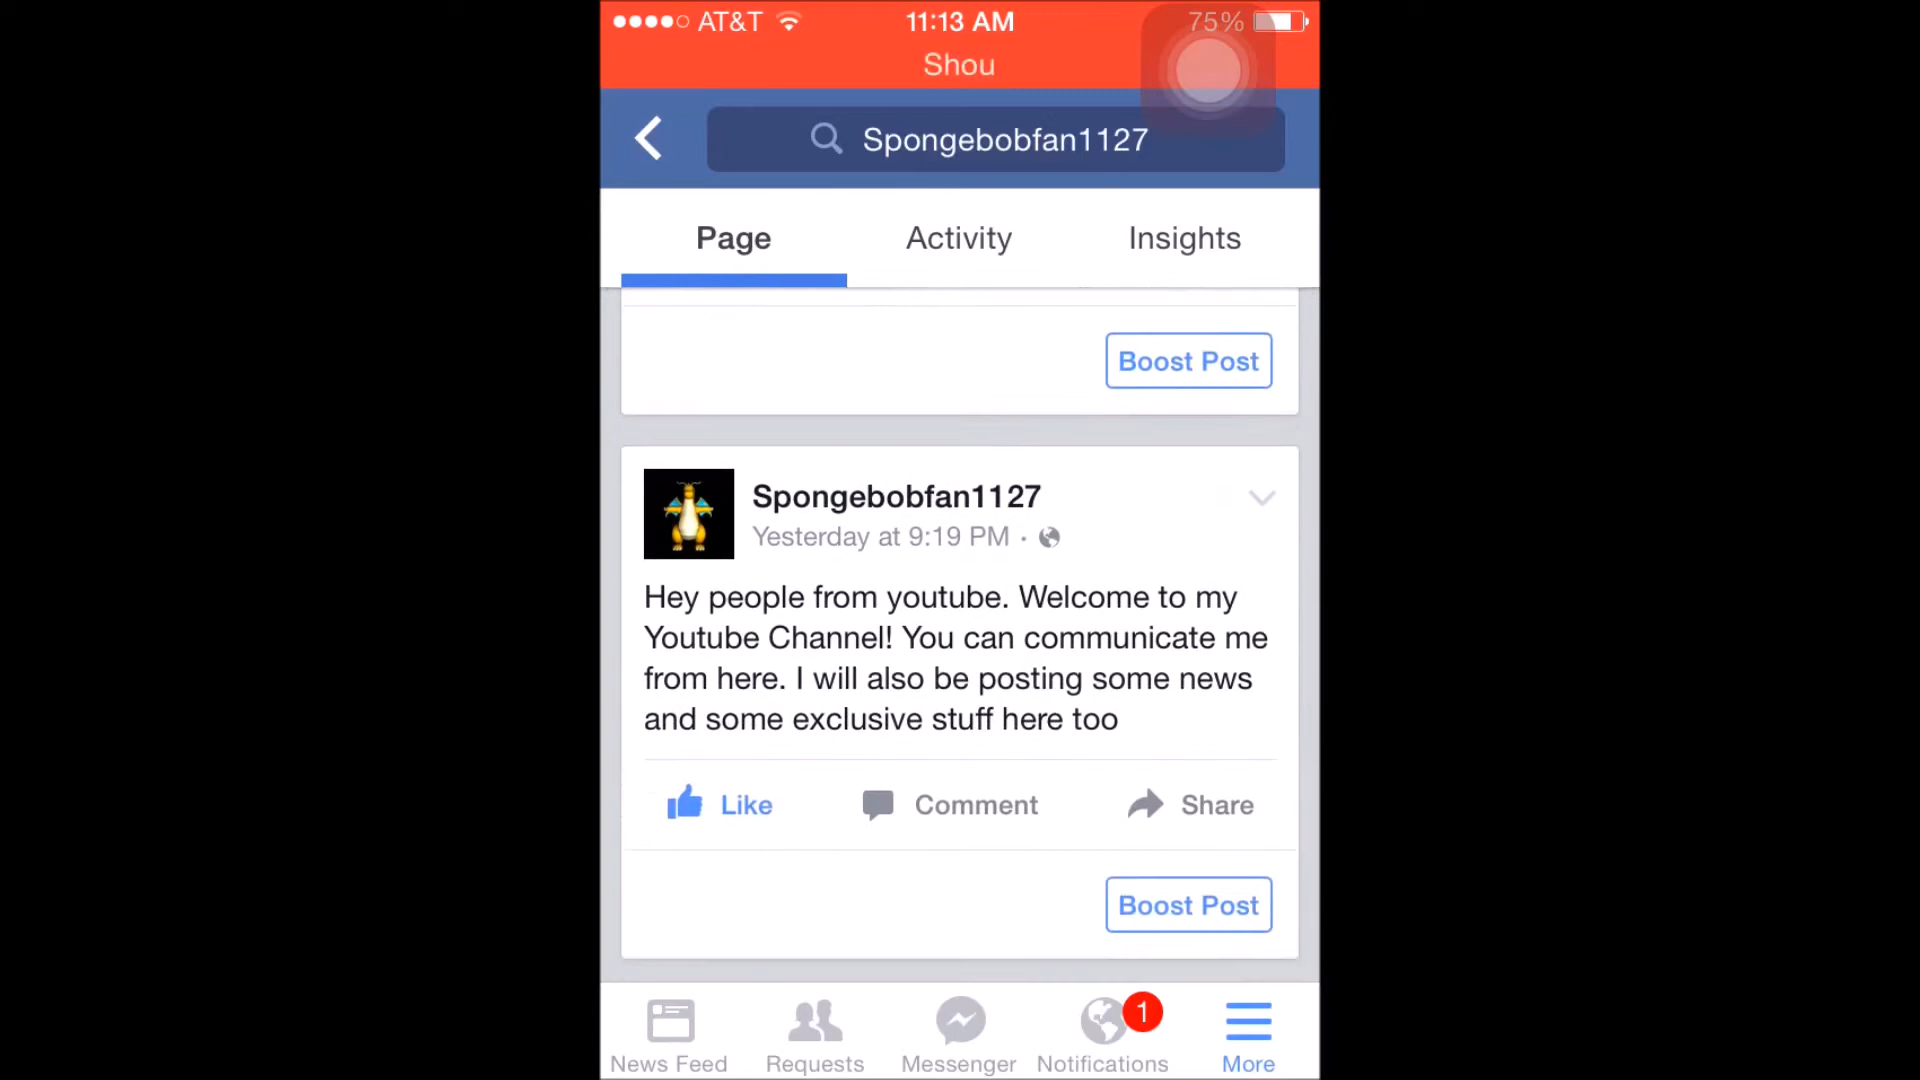 AT&T 11:13 AM 75%
Shou
Spongebobfan1127
Page Activity Insights
Boost Post
Spongebobfan1127
Yesterday at 9:19 PM ·
Hey people from youtube. Welcome to my
Youtube Channel! You can communicate me
from here. I will also be posting some news
and some exclusive stuff here too
Like Comment Share
Boost Post
1
News Feed Requests Messenger Notifications More